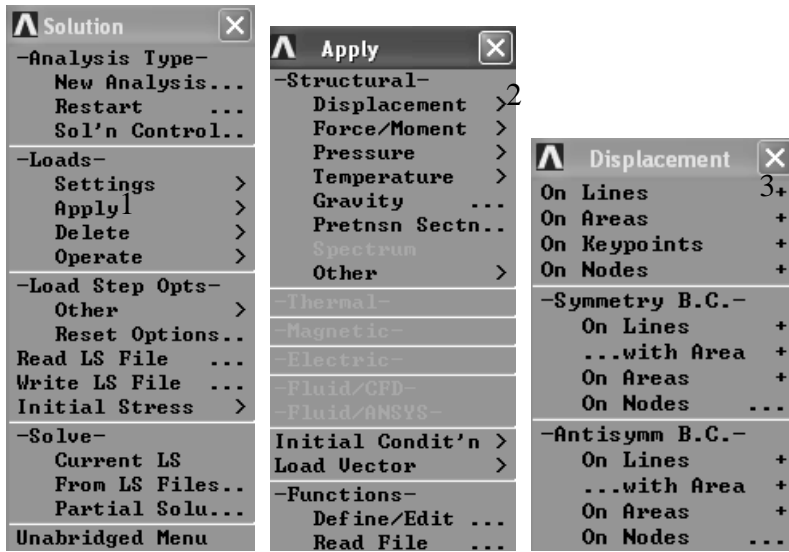 Solution
-Analysis Type-
New Analysis...
Restart ...
Sol'n Control..
-Loads-
Settings >
Apply1 >
Delete >
Operate >
-Load Step Opts-
Other >
Reset Options..
Read LS File ...
Write LS File ...
Initial Stress >
-Solve-
Current LS
From LS Files..
Partial Solu...
Unabridged Menu
Apply
-Structural-
Displacement >2
Force/Moment >
Pressure >
Temperature >
Gravity ...
Pretnsn Sectn..
Spectrum
Other >
-Thermal-
-Magnetic-
-Electric-
-Fluid/CFD-
-Fluid/ANSYS-
Initial Condit'n >
Load Vector >
-Functions-
Define/Edit ...
Read File ...
Displacement
On Lines 3+
On Areas +
On Keypoints +
On Nodes +
-Symmetry B.C.-
On Lines +
...with Area +
On Areas +
On Nodes ...
-Antisymm B.C.-
On Lines +
...with Area +
On Areas +
On Nodes ...